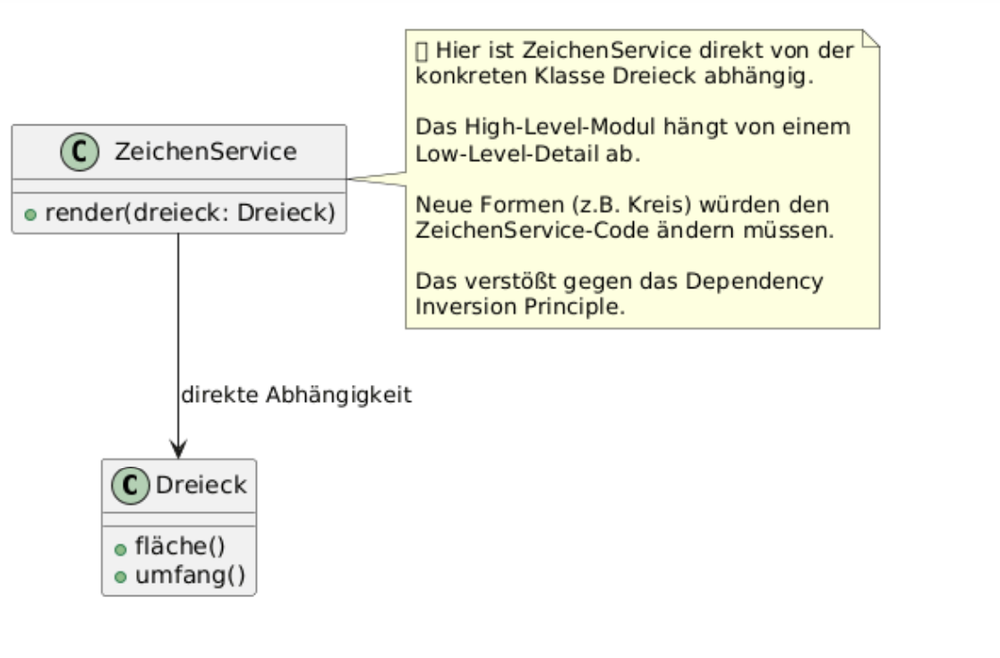 C ZeichenService
render(dreieck: Dreieck)
▯ Hier ist ZeichenService direkt von der
konkreten Klasse Dreieck abhängig.
Das High-Level-Modul hängt von einem
Low-Level-Detail ab.
Neue Formen (z.B. Kreis) würden den
ZeichenService-Code ändern müssen.
Das verstößt gegen das Dependency
Inversion Principle.
direkte Abhängigkeit
C Dreieck
fläche()
umfang()